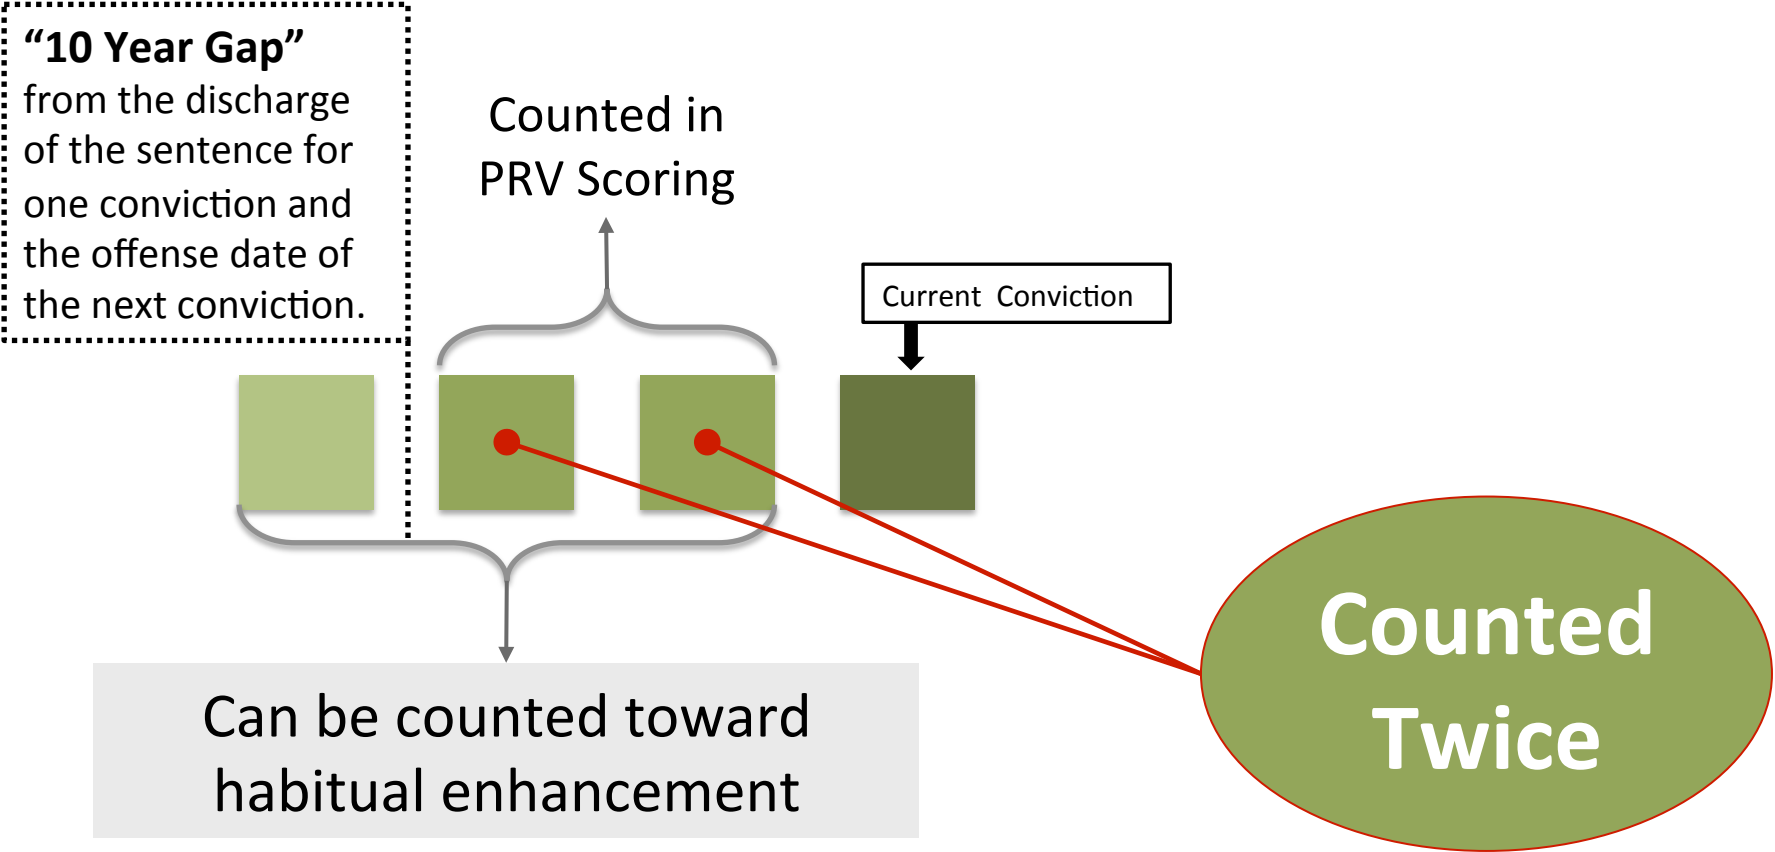 “10 Year Gap”
from the discharge
of the sentence for
one conviction and
the offense date of
the next conviction.
Counted in
PRV Scoring
Current Conviction
Can be counted toward
habitual enhancement
Counted
Twice